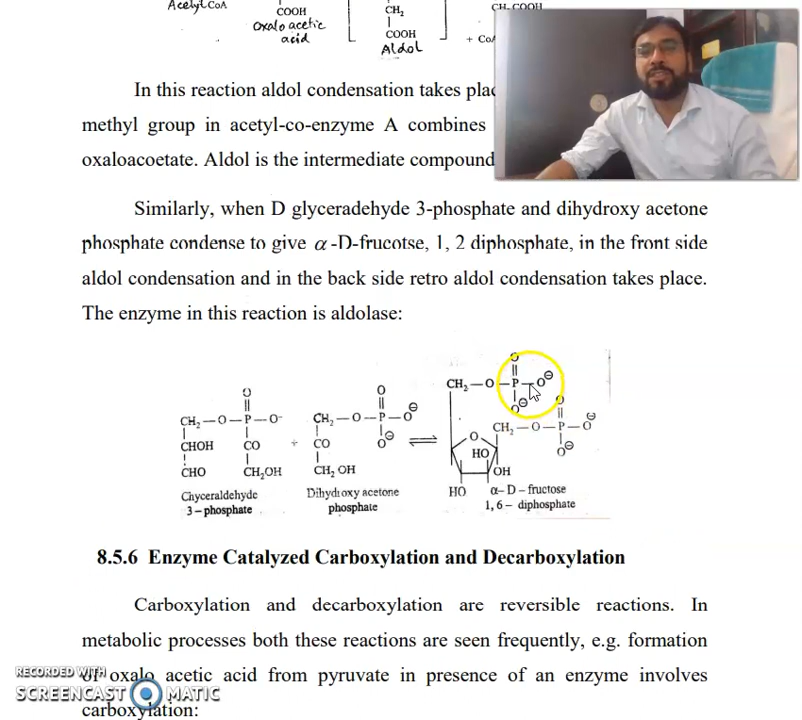 Acetyl CoA
COOH
Oxalo acetic
acid
CH2
COOH
Aldol
CH2 COOH
+ CoA
In this reaction aldol condensation takes plac
methyl group in acetyl-co-enzyme A combines
oxaloacoetate. Aldol is the intermediate compound
Similarly, when D glyceradehyde 3-phosphate and dihydroxy acetone
phosphate condense to give α -D-frucotse, 1, 2 diphosphate, in the front side
aldol condensation and in the back side retro aldol condensation takes place.
The enzyme in this reaction is aldolase:
O
CH2 — O — P — O-
CHOH CO
CHO CH2OH
Chyceraldehyde
3 – phosphate
+
O
CH2 — O — P — O⊖
CO O⊖
CH2 OH
Dihydroxy acetone
phosphate
⇌
O
CH2 — O — P — O⊖
O⊖
O
CH2 — O — P — O⊖
O⊖
O
HO
OH
HO
α– D – fructose
1, 6 – diphosphate
8.5.6 Enzyme Catalyzed Carboxylation and Decarboxylation
Carboxylation and decarboxylation are reversible reactions. In
metabolic processes both these reactions are seen frequently, e.g. formation
of oxalo acetic acid from pyruvate in presence of an enzyme involves
carboxylation:
RECORDED WITH
SCREENCAST MATIC